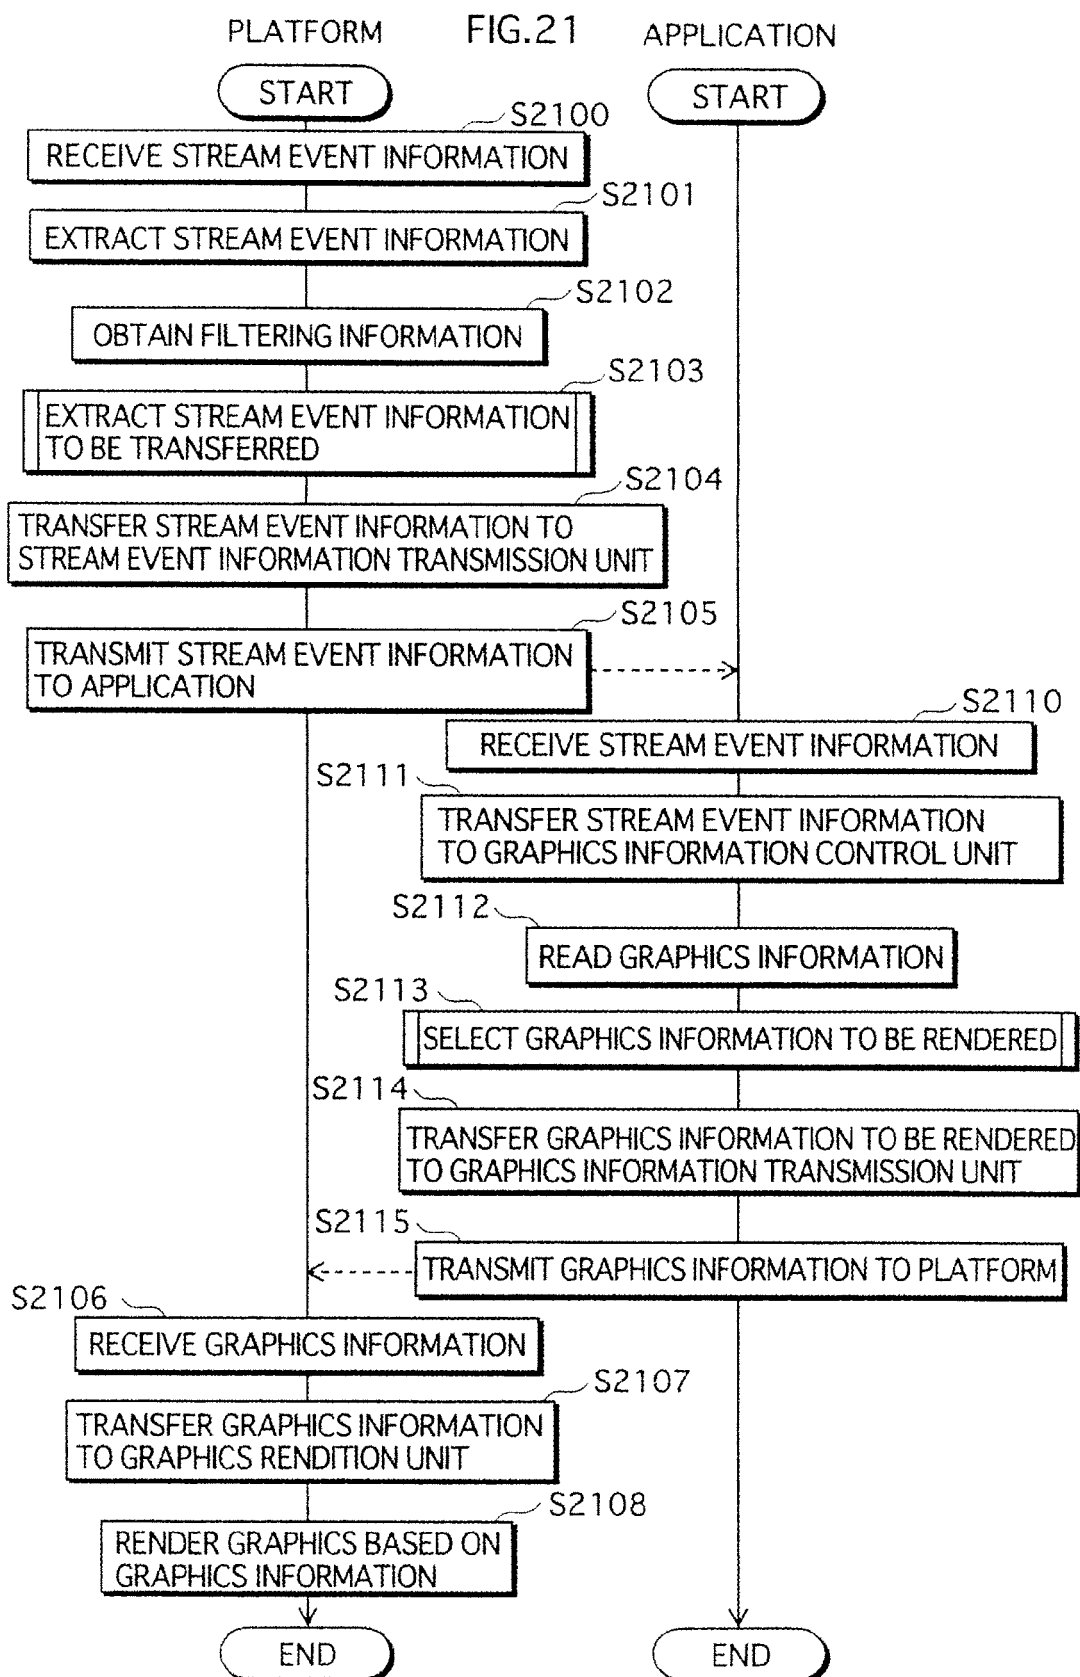 FIG.21
PLATFORM
APPLICATION
START
START
S2100
RECEIVE STREAM EVENT INFORMATION
S2101
EXTRACT STREAM EVENT INFORMATION
S2102
OBTAIN FILTERING INFORMATION
S2103
EXTRACT STREAM EVENT INFORMATION
TO BE TRANSFERRED
S2104
TRANSFER STREAM EVENT INFORMATION TO
STREAM EVENT INFORMATION TRANSMISSION UNIT
S2105
TRANSMIT STREAM EVENT INFORMATION
TO APPLICATION
S2110
RECEIVE STREAM EVENT INFORMATION
S2111
TRANSFER STREAM EVENT INFORMATION
TO GRAPHICS INFORMATION CONTROL UNIT
S2112
READ GRAPHICS INFORMATION
S2113
SELECT GRAPHICS INFORMATION TO BE RENDERED
S2114
TRANSFER GRAPHICS INFORMATION TO BE RENDERED
TO GRAPHICS INFORMATION TRANSMISSION UNIT
S2115
TRANSMIT GRAPHICS INFORMATION TO PLATFORM
S2106
RECEIVE GRAPHICS INFORMATION
S2107
TRANSFER GRAPHICS INFORMATION
TO GRAPHICS RENDITION UNIT
S2108
RENDER GRAPHICS BASED ON
GRAPHICS INFORMATION
END
END